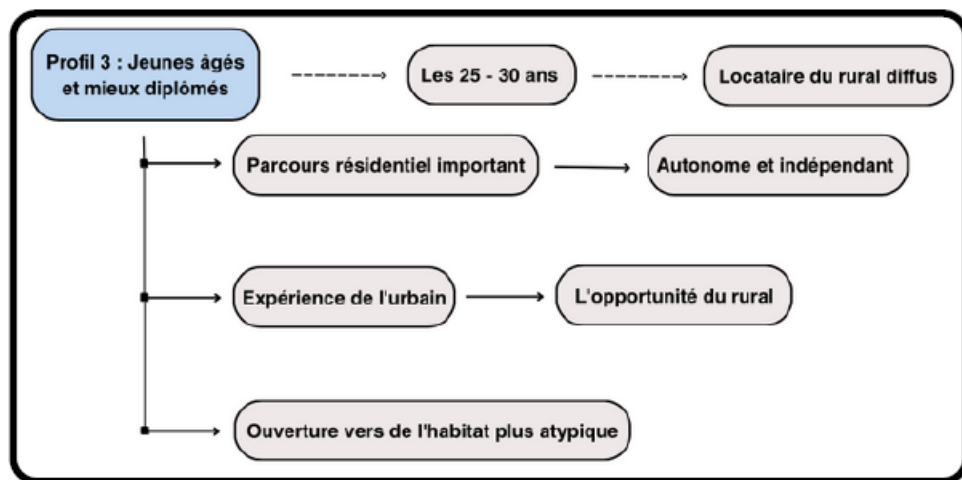 Profil 3 : Jeunes âgés
et mieux diplômés
Les 25 - 30 ans
Locataire du rural diffus
Parcours résidentiel important
Autonome et indépendant
Expérience de l'urbain
L'opportunité du rural
Ouverture vers de l'habitat plus atypique